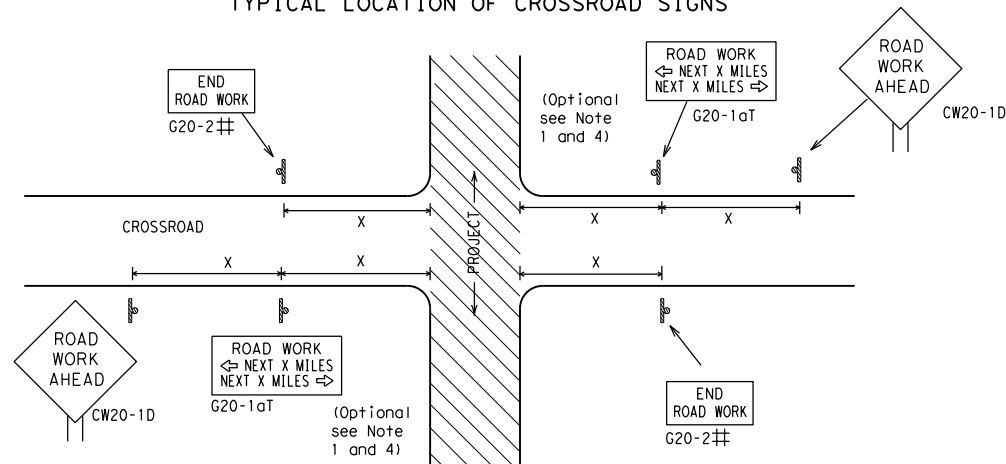 TYPICAL LOCATION OF CROSSROAD SIGNS
END
ROAD WORK
G20-2#
(Optional
see Note
1 and 4)
ROAD WORK
⇦ NEXT X MILES
NEXT X MILES ⇨
G20-1aT
ROAD
WORK
AHEAD
CW20-1D
X
X
X
CROSSROAD
PROJECT
X
X
X
ROAD
WORK
AHEAD
CW20-1D
ROAD WORK
⇦ NEXT X MILES
NEXT X MILES ⇨
G20-1aT
(Optional
see Note
1 and 4)
END
ROAD WORK
G20-2#